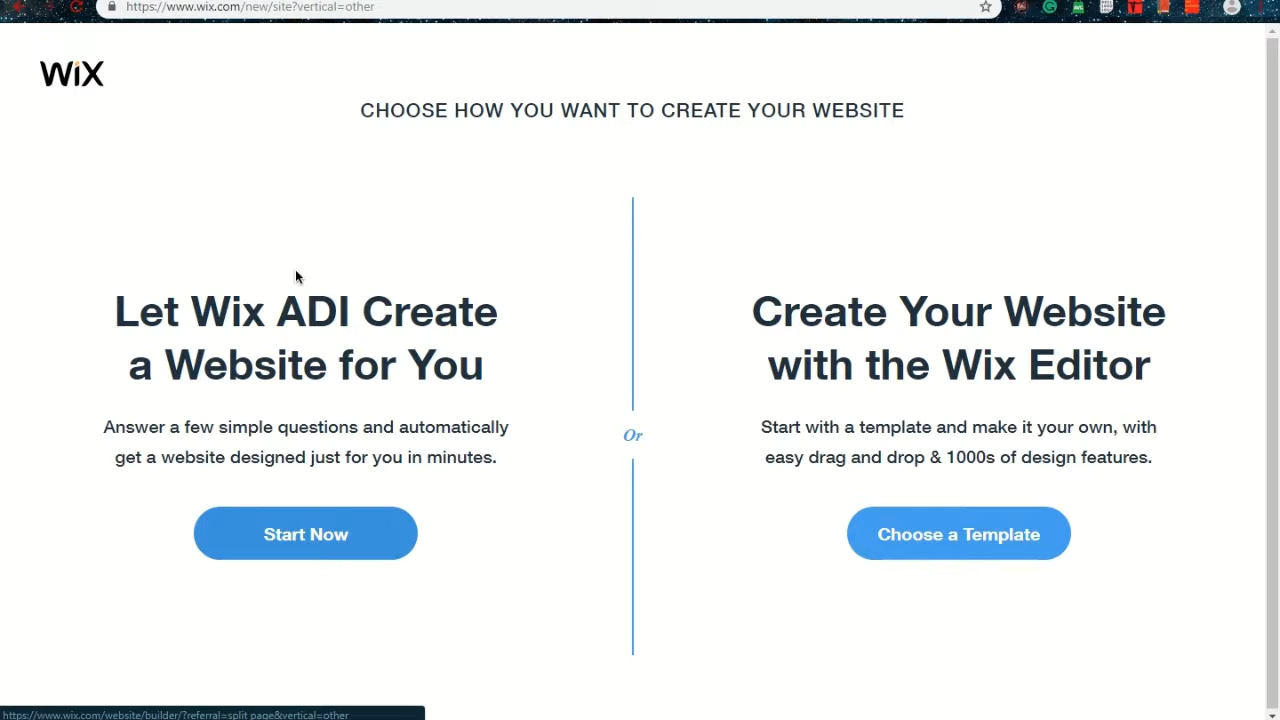 https://www.wix.com/new/site?vertical=other
WiX
CHOOSE HOW YOU WANT TO CREATE YOUR WEBSITE
Let Wix ADI Create
a Website for You
Answer a few simple questions and automatically
get a website designed just for you in minutes.
Start Now
Or
Create Your Website
with the Wix Editor
Start with a template and make it your own, with
easy drag and drop & 1000s of design features.
Choose a Template
https://www.wix.com/website/builder/?referral=split_page&vertical=other